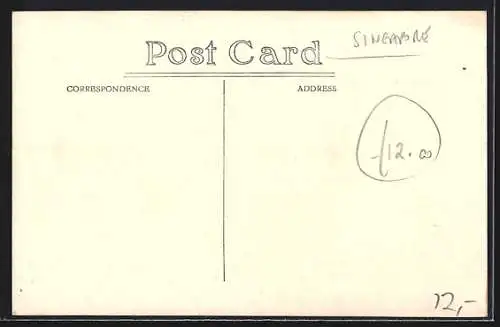 Post Card
SINGAPORE
CORRESPONDENCE
ADDRESS
£12.00
12,-